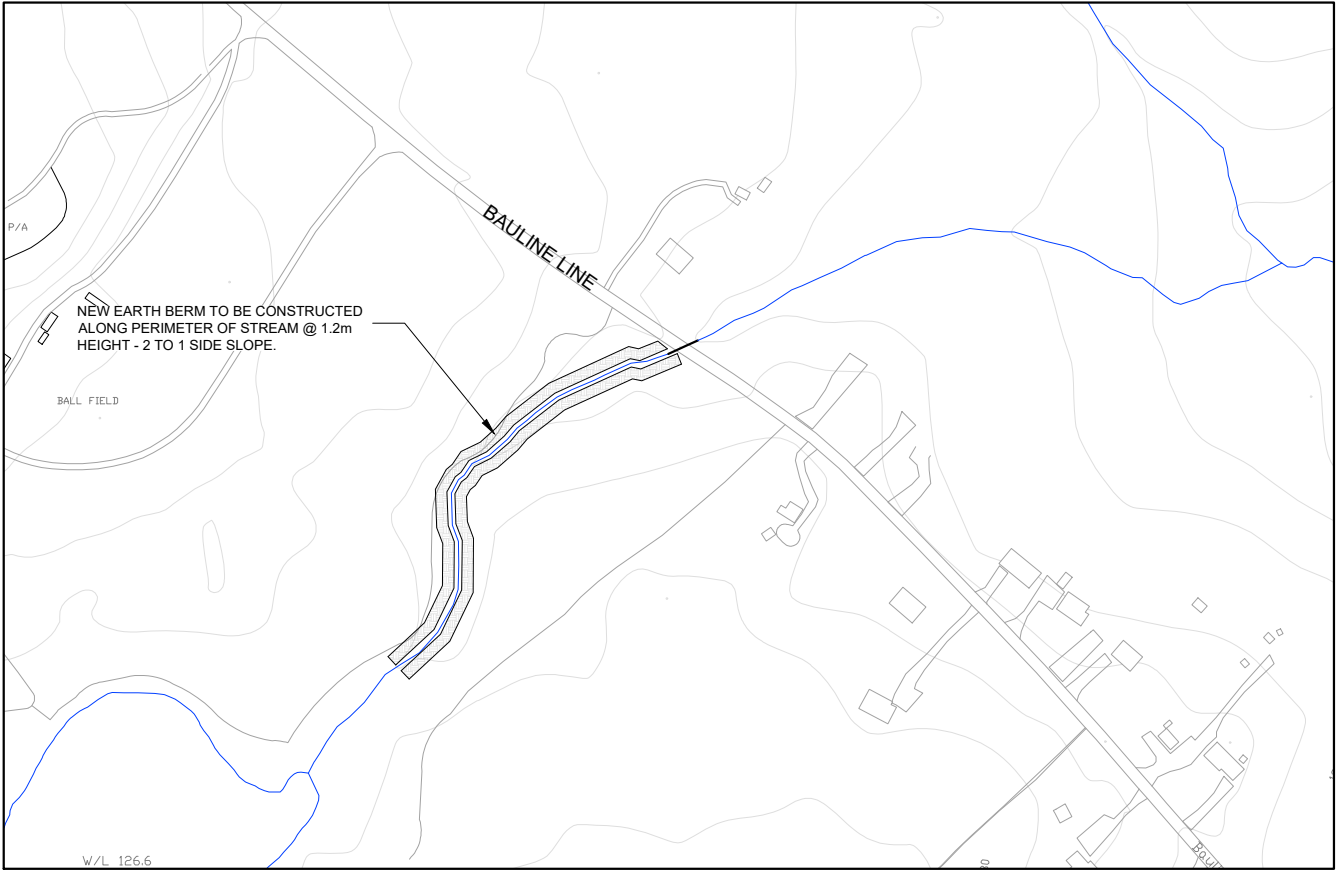 BAULINE LINE
P/A
NEW EARTH BERM TO BE CONSTRUCTED
ALONG PERIMETER OF STREAM @ 1.2m
HEIGHT - 2 TO 1 SIDE SLOPE.
BALL FIELD
W/L 126.6